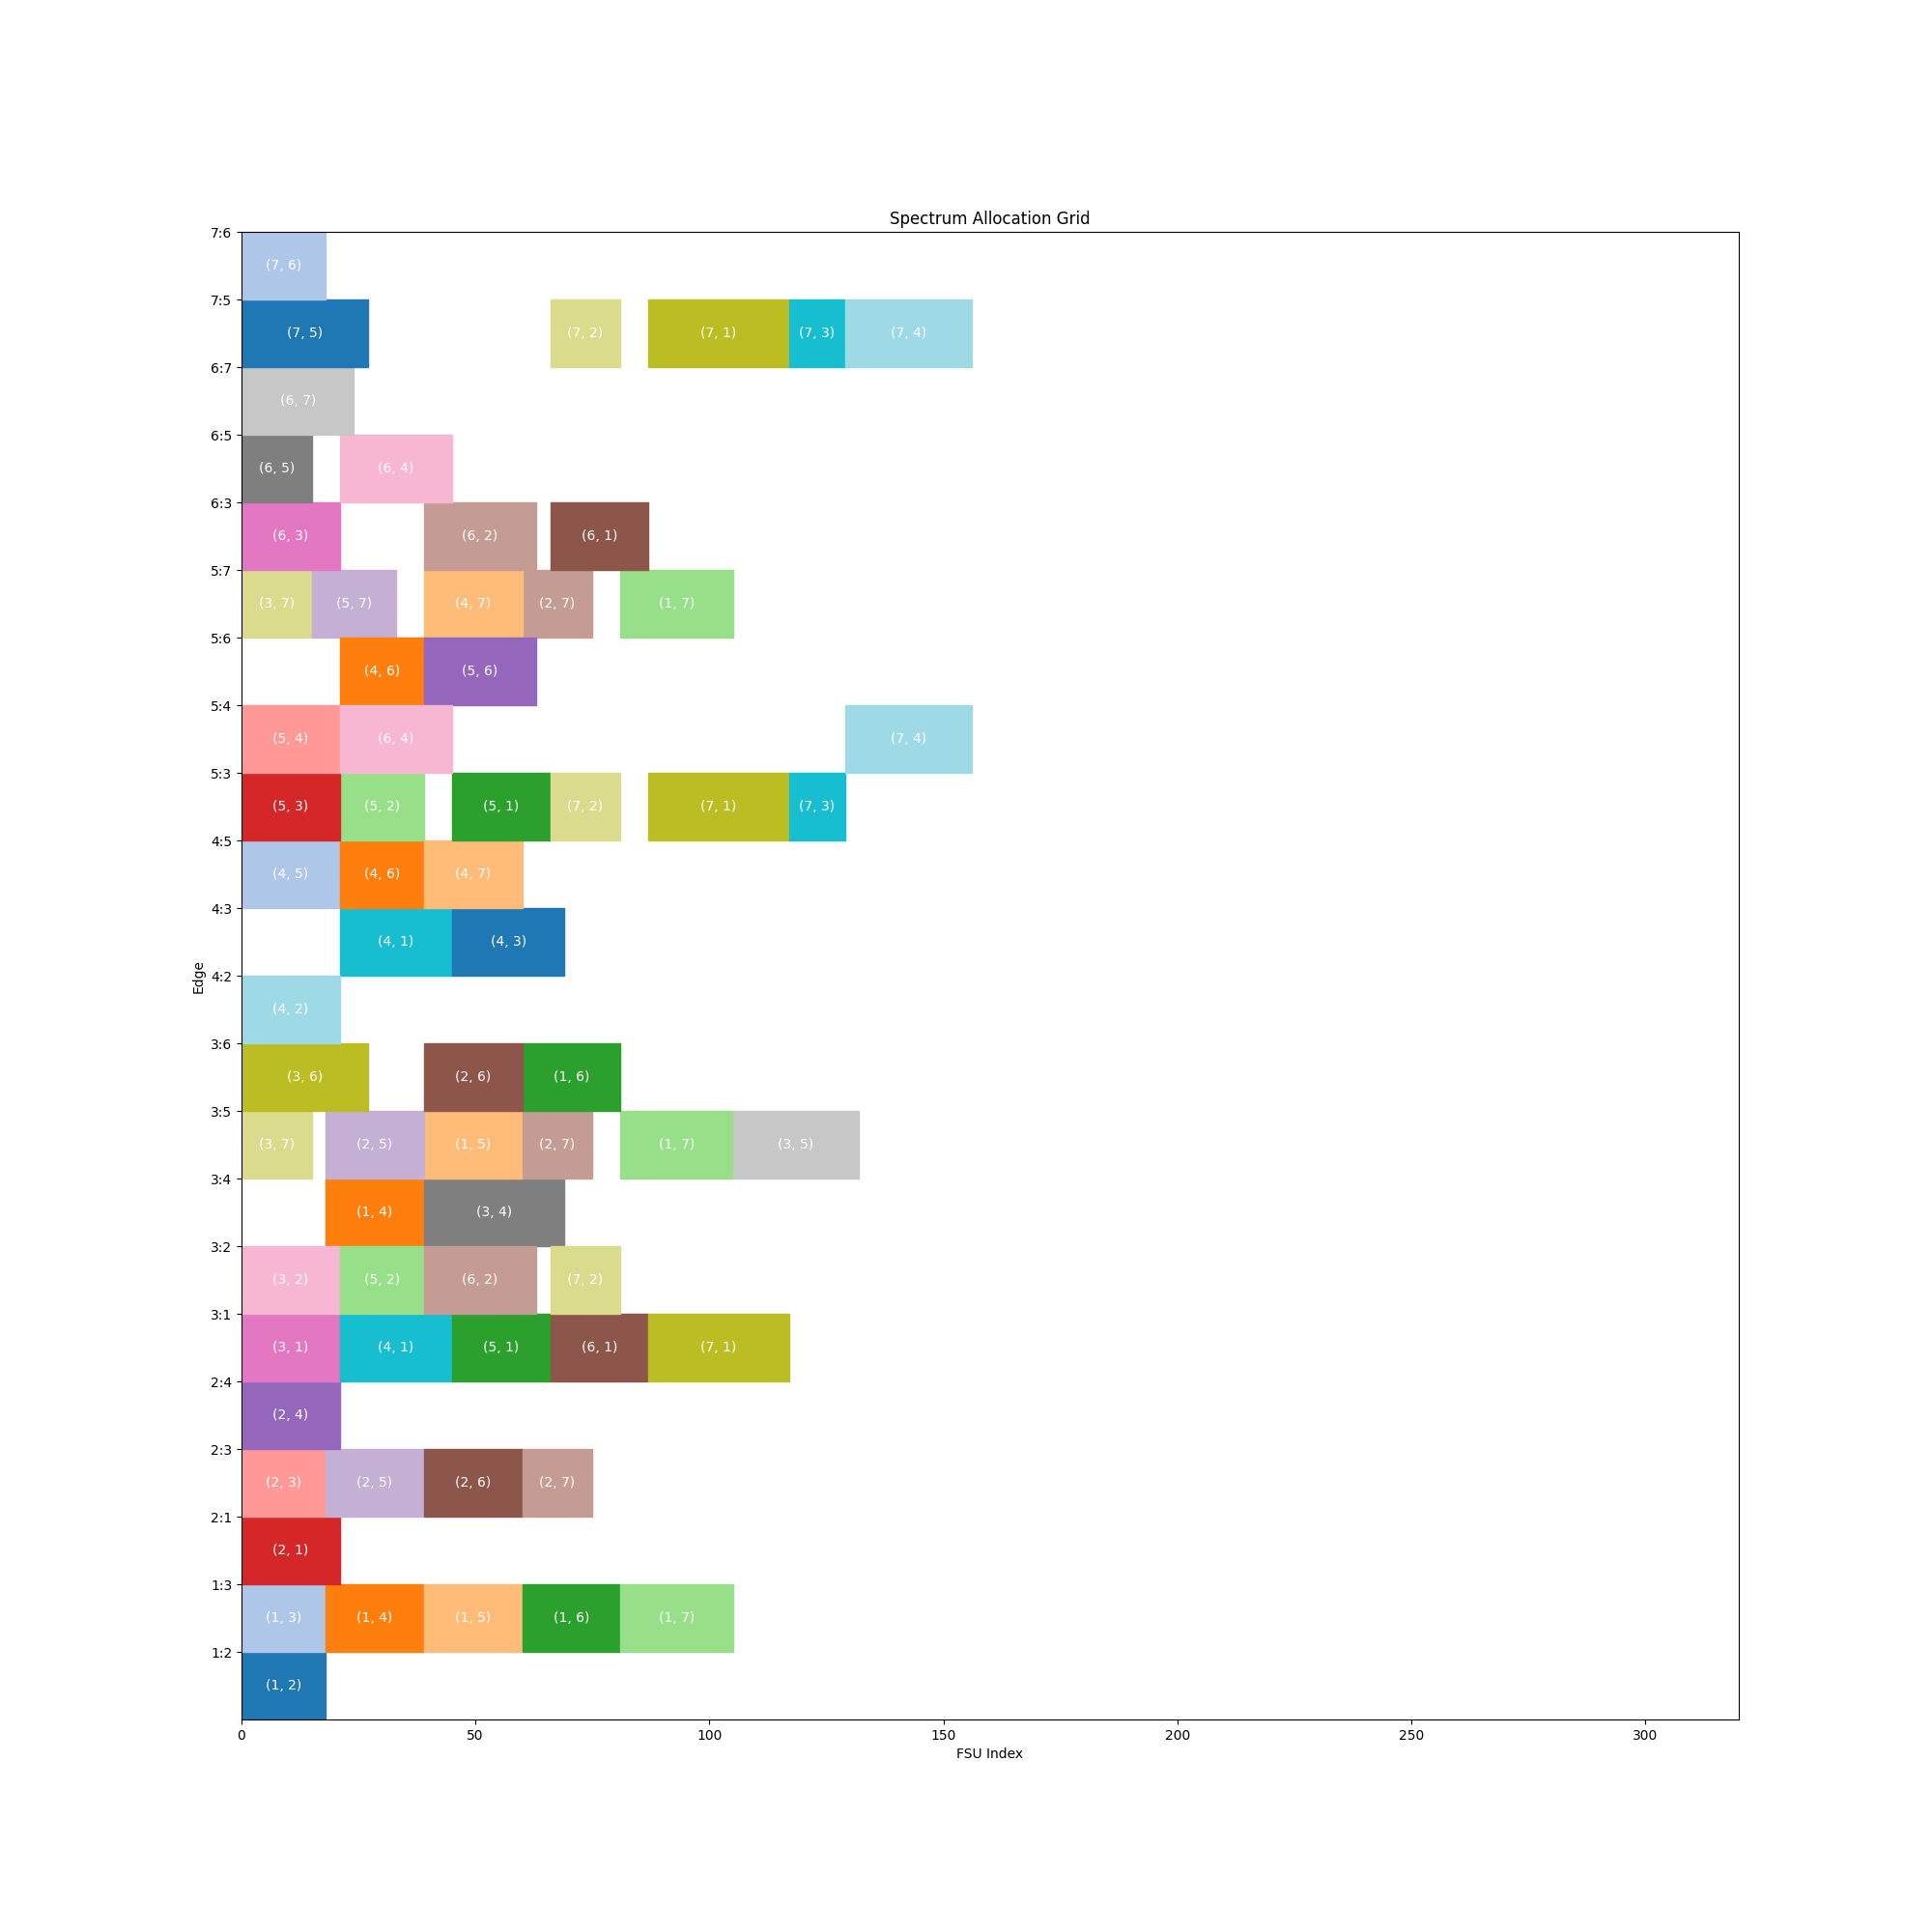 Spectrum Allocation Grid
7:6
(7, 6)
7:5
(7, 5) (7, 2) (7, 1) (7, 3) (7, 4)
6:7
(6, 7)
6:5
(6, 5) (6, 4)
6:3
(6, 3) (6, 2) (6, 1)
5:7
(3, 7) (5, 7) (4, 7) (2, 7) (1, 7)
5:6
(4, 6) (5, 6)
5:4
(5, 4) (6, 4) (7, 4)
5:3
(5, 3) (5, 2) (5, 1) (7, 2) (7, 1) (7, 3)
4:5
(4, 5) (4, 6) (4, 7)
4:3
(4, 1) (4, 3)
Edge
4:2
(4, 2)
3:6
(3, 6) (2, 6) (1, 6)
3:5
(3, 7) (2, 5) (1, 5) (2, 7) (1, 7) (3, 5)
3:4
(1, 4) (3, 4)
3:2
(3, 2) (5, 2) (6, 2) (7, 2)
3:1
(3, 1) (4, 1) (5, 1) (6, 1) (7, 1)
2:4
(2, 4)
2:3
(2, 3) (2, 5) (2, 6) (2, 7)
2:1
(2, 1)
1:3
(1, 3) (1, 4) (1, 5) (1, 6) (1, 7)
1:2
(1, 2)
0 50 100 150 200 250 300
FSU Index